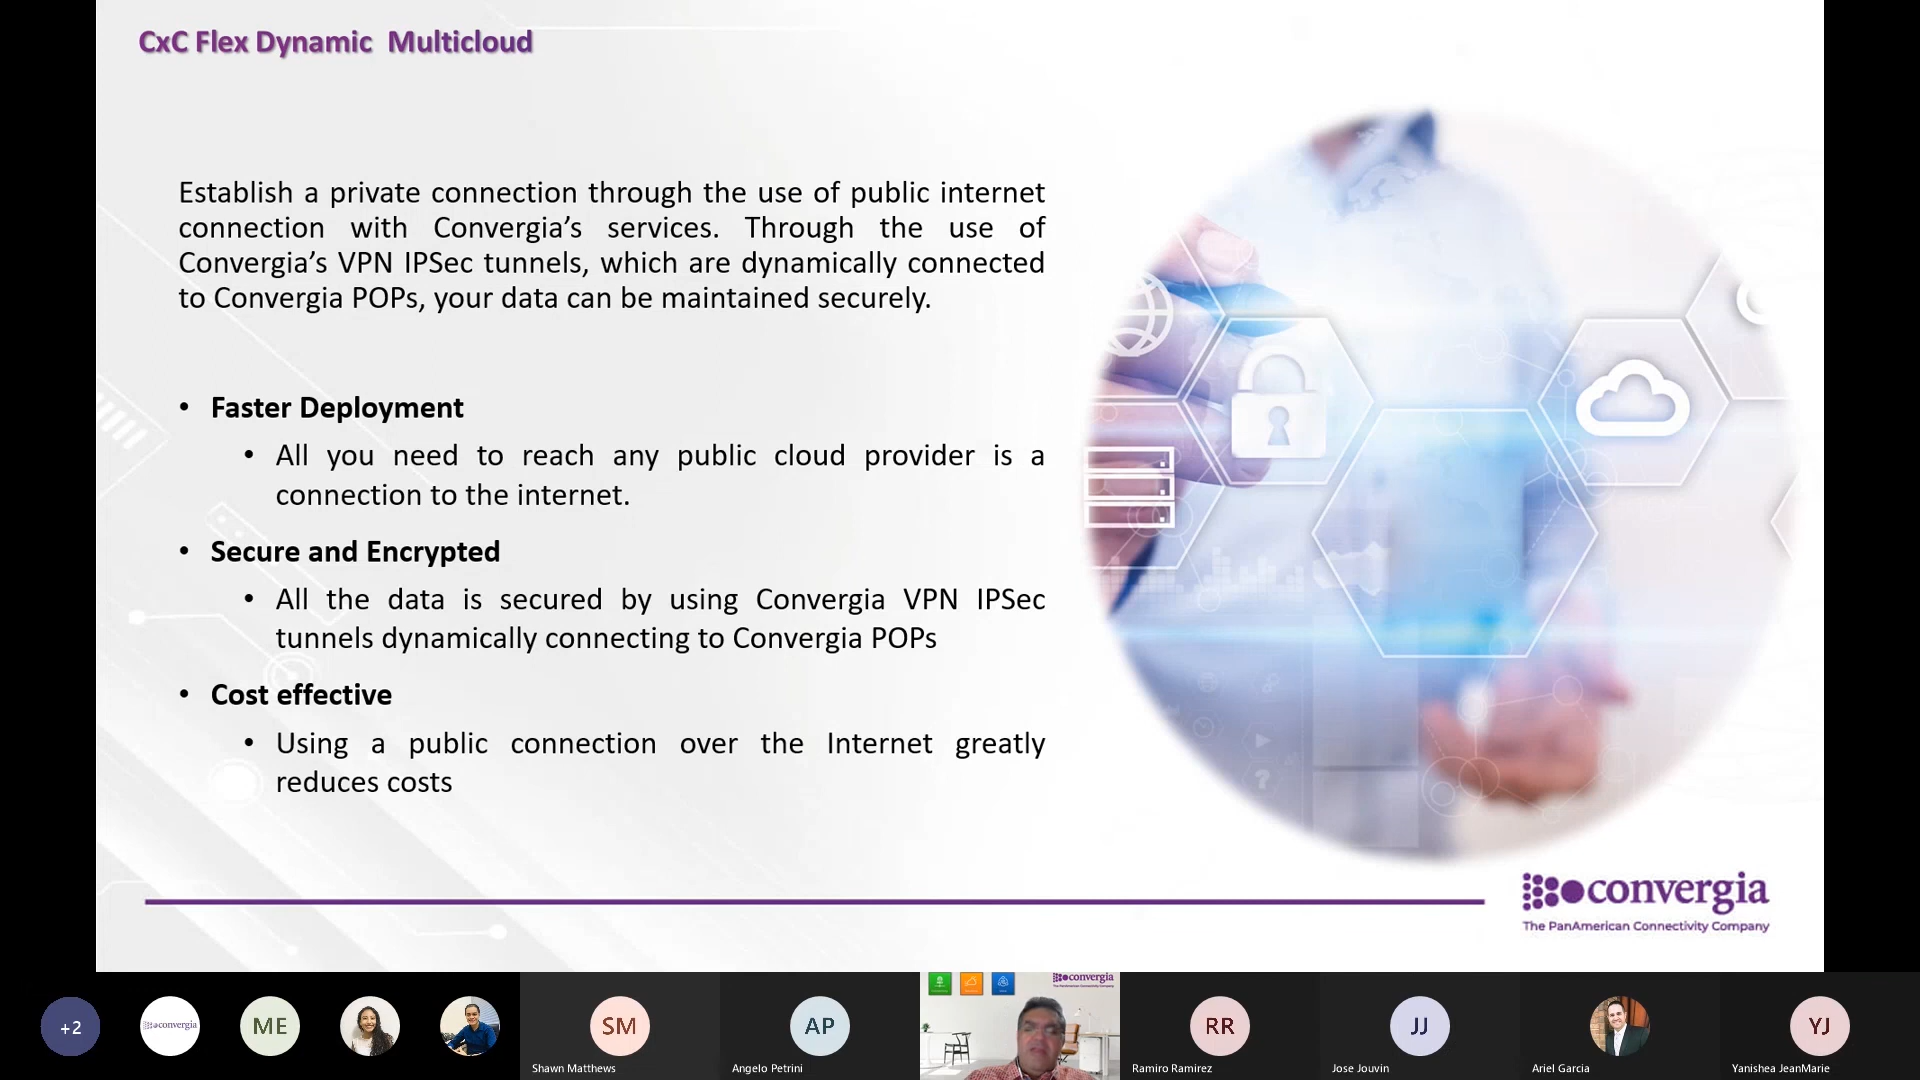 CxC Flex Dynamic Multicloud
Establish a private connection through the use of public internet
connection with Convergia’s services. Through the use of
Convergia’s VPN IPSec tunnels, which are dynamically connected
to Convergia POPs, your data can be maintained securely.
• Faster Deployment
• All you need to reach any public cloud provider is a
connection to the internet.
• Secure and Encrypted
• All the data is secured by using Convergia VPN IPSec
tunnels dynamically connecting to Convergia POPs
• Cost effective
• Using a public connection over the Internet greatly
reduces costs
convergia
The PanAmerican Connectivity Company
+2
convergia
ME
SM
Shawn Matthews
AP
Angelo Petrini
convergia
RR
Ramiro Ramirez
JJ
Jose Jouvin
Ariel Garcia
YJ
Yanishea JeanMarie